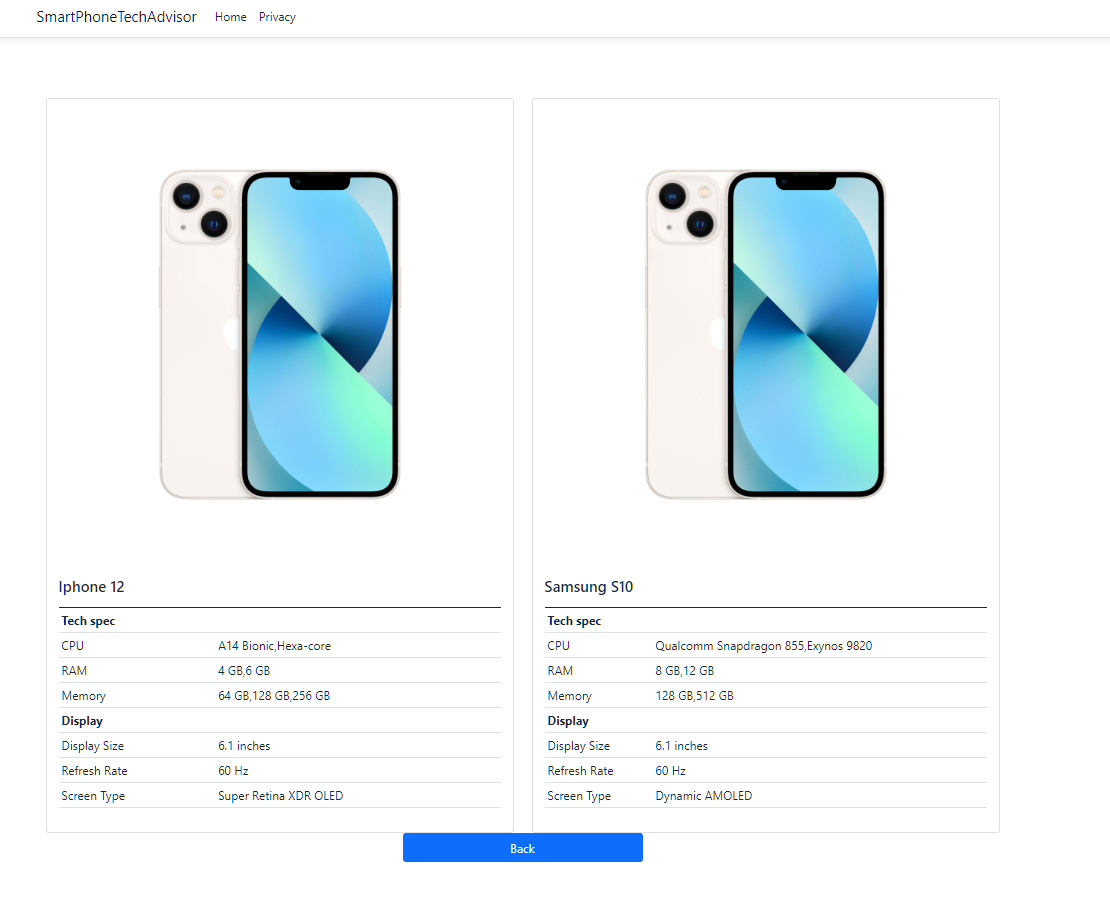 SmartPhoneTechAdvisor Home Privacy
Iphone 12
Tech spec
CPU A14 Bionic,Hexa-core
RAM 4 GB,6 GB
Memory 64 GB,128 GB,256 GB
Display
Display Size 6.1 inches
Refresh Rate 60 Hz
Screen Type Super Retina XDR OLED
Samsung S10
Tech spec
CPU Qualcomm Snapdragon 855,Exynos 9820
RAM 8 GB,12 GB
Memory 128 GB,512 GB
Display
Display Size 6.1 inches
Refresh Rate 60 Hz
Screen Type Dynamic AMOLED
Back